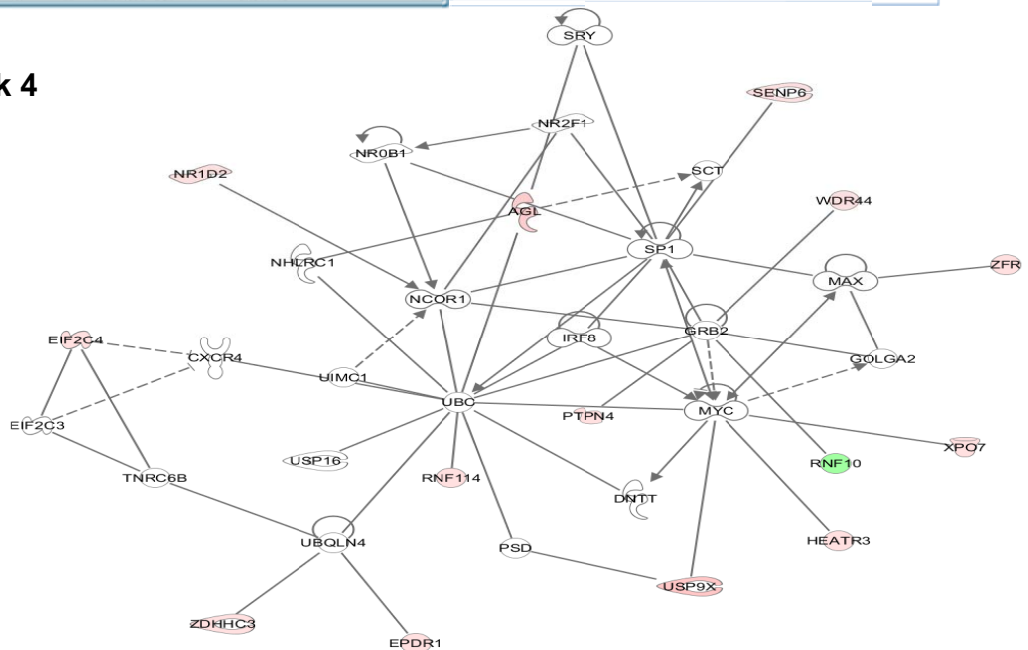 k 4
SRY
SENP6
NR2F1
NR0B1
SCT
NR1D2
WDR44
AGL
SP1
NHLRC1
ZFR
MAX
NCOR1
GRB2
IRF8
EIF2C4
CXCR4
GOLGA2
UIMC1
UBC
MYC
PTPN4
EIF2C3
XPO7
USP16
RNF10
TNRC6B
RNF114
DNTT
UBQLN4
PSD
HEATR3
USP9X
ZDHHC3
EPDR1